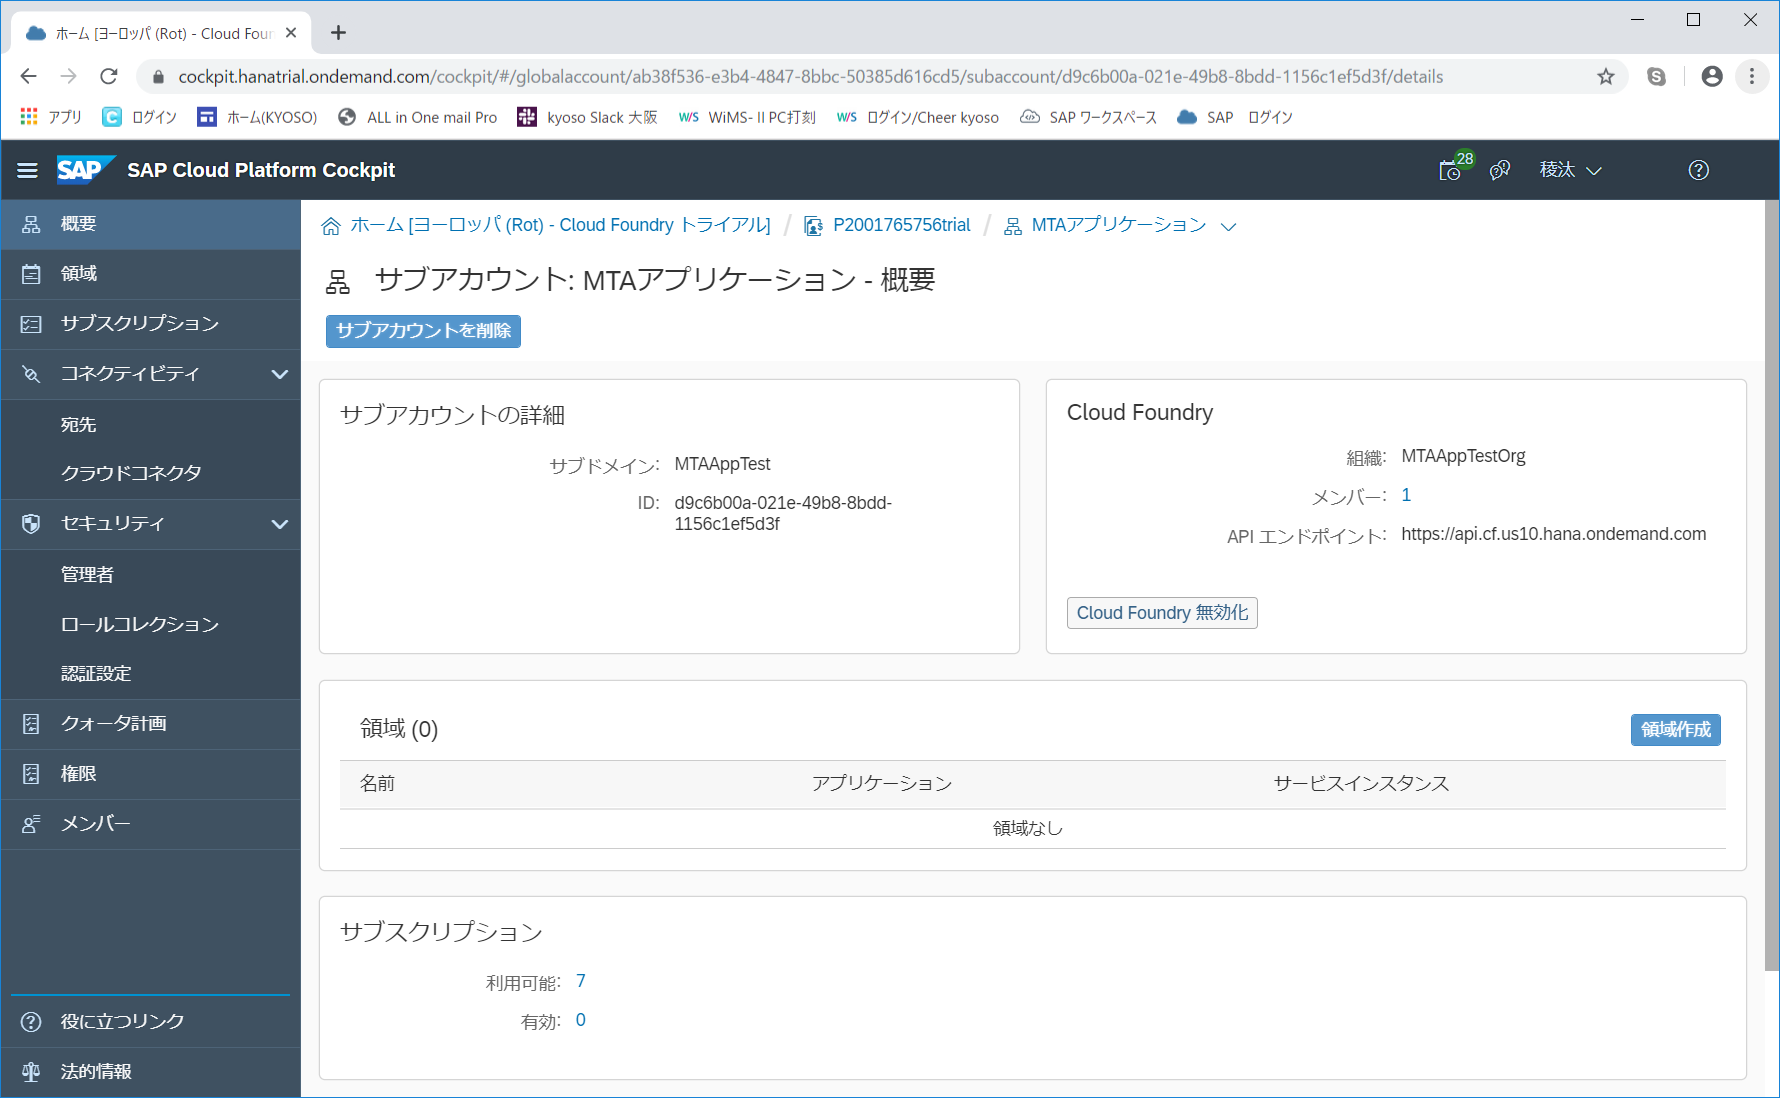 ホーム [ヨーロッパ (Rot) - Cloud Foun
cockpit.hanatrial.ondemand.com/cockpit/#/globalaccount/ab38f536-e3b4-4847-8bbc-50385d616cd5/subaccount/d9c6b00a-021e-49b8-8bdd-1156c1ef5d3f/details
アプリ ログイン ホーム(KYOSO) ALL in One mail Pro kyoso Slack 大阪 W/S WiMS-ⅡPC打刻 W/S ログイン/Cheer kyoso SAP ワークスペース SAP ログイン
SAP SAP Cloud Platform Cockpit 28 稜汰
概要
領域
サブスクリプション
コネクティビティ
宛先
クラウドコネクタ
セキュリティ
管理者
ロールコレクション
認証設定
クォータ計画
権限
メンバー
役に立つリンク
法的情報
ホーム [ヨーロッパ (Rot) - Cloud Foundry トライアル] / P2001765756trial / MTAアプリケーション
サブアカウント: MTAアプリケーション - 概要
サブアカウントを削除
サブアカウントの詳細
サブドメイン: MTAAppTest
ID: d9c6b00a-021e-49b8-8bdd-
1156c1ef5d3f
Cloud Foundry
組織: MTAAppTestOrg
メンバー: 1
API エンドポイント: https://api.cf.us10.hana.ondemand.com
Cloud Foundry 無効化
領域 (0)
領域作成
名前 アプリケーション サービスインスタンス
領域なし
サブスクリプション
利用可能: 7
有効: 0